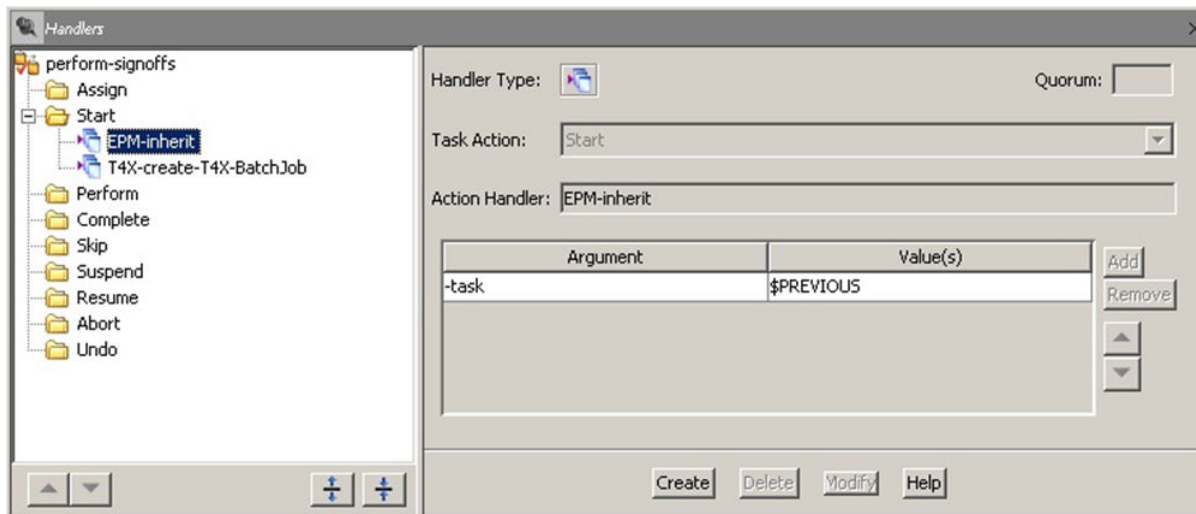 Handlers
perform-signoffs
Assign
Start
EPM-inherit
T4X-create-T4X-BatchJob
Perform
Complete
Skip
Suspend
Resume
Abort
Undo
Handler Type: Quorum:
Task Action: Start
Action Handler: EPM-inherit
Argument Value(s)
-task $PREVIOUS
Add
Remove
Create Delete Modify Help